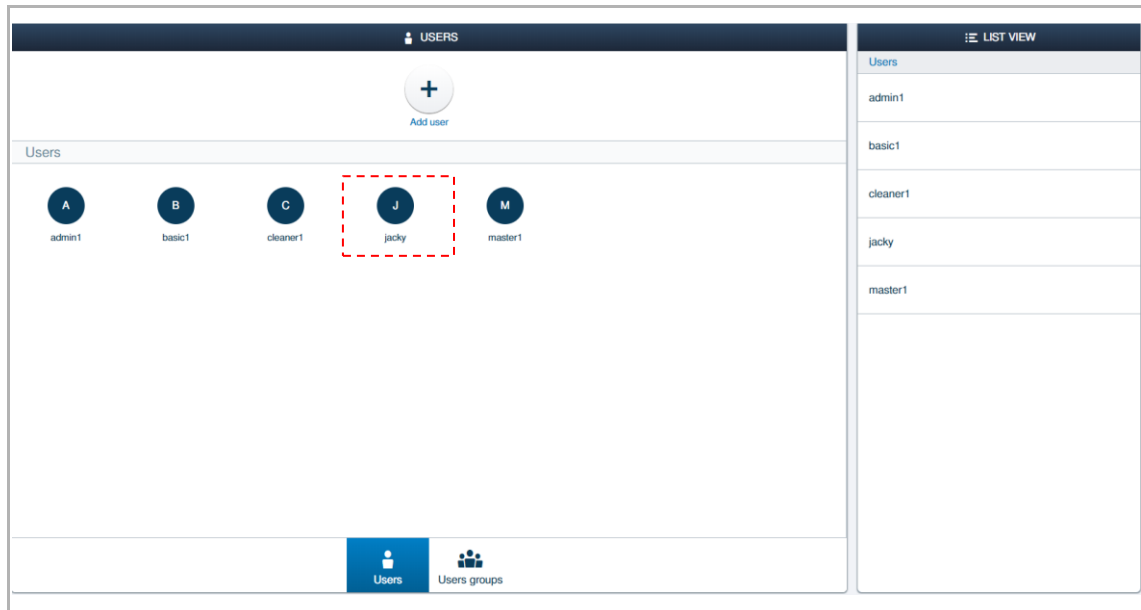 USERS
Add user
Users
A
B
C
J
M
admin1
basic1
cleaner1
jacky
master1
Users
Users groups
LIST VIEW
Users
admin1
basic1
cleaner1
jacky
master1